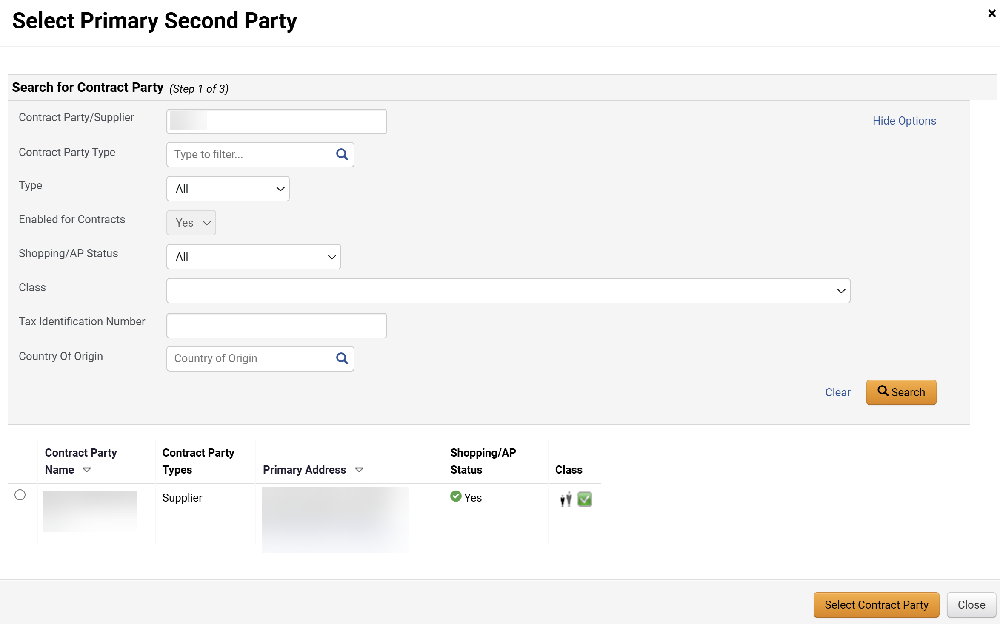 Select Primary Second Party
Search for Contract Party (Step 1 of 3)
Contract Party/Supplier
Hide Options
Contract Party Type
Type to filter...
Type
All
Enabled for Contracts
Yes
Shopping/AP Status
All
Class
Tax Identification Number
Country Of Origin
Country of Origin
Clear
Search
Contract Party
Name
Contract Party
Types
Primary Address
Shopping/AP
Status
Class
Supplier
Yes
Select Contract Party
Close